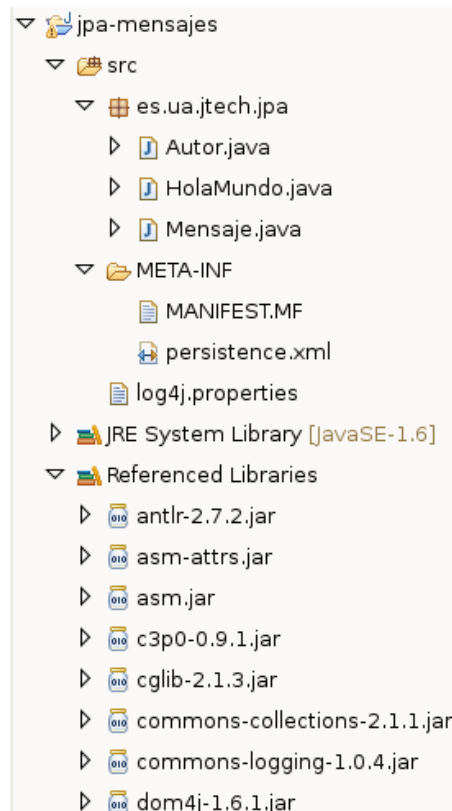 jpa-mensajes
src
es.ua.jtech.jpa
Autor.java
HolaMundo.java
Mensaje.java
META-INF
MANIFEST.MF
persistence.xml
log4j.properties
JRE System Library [JavaSE-1.6]
Referenced Libraries
antlr-2.7.2.jar
asm-attrs.jar
asm.jar
c3p0-0.9.1.jar
cglib-2.1.3.jar
commons-collections-2.1.1.jar
commons-logging-1.0.4.jar
dom4j-1.6.1.jar